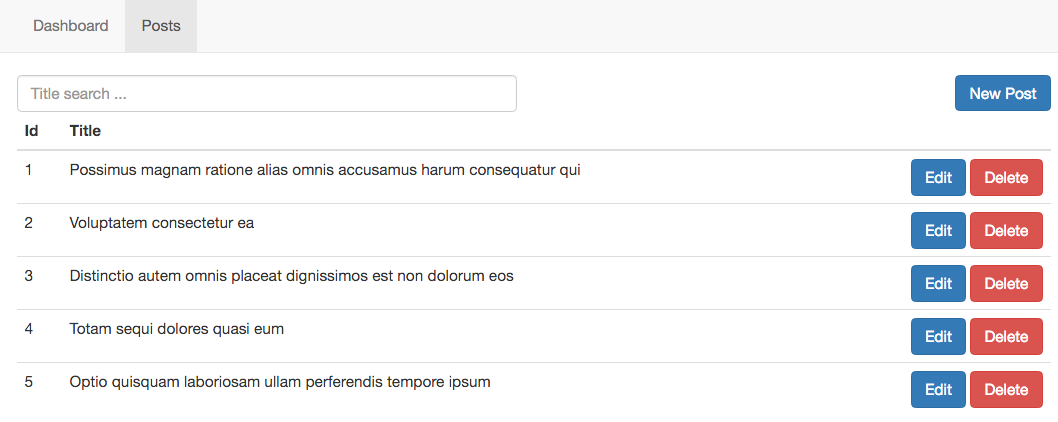 Dashboard Posts
Title search ... New Post
Id Title
1 Possimus magnam ratione alias omnis accusamus harum consequatur qui Edit Delete
2 Voluptatem consectetur ea Edit Delete
3 Distinctio autem omnis placeat dignissimos est non dolorum eos Edit Delete
4 Totam sequi dolores quasi eum Edit Delete
5 Optio quisquam laboriosam ullam perferendis tempore ipsum Edit Delete